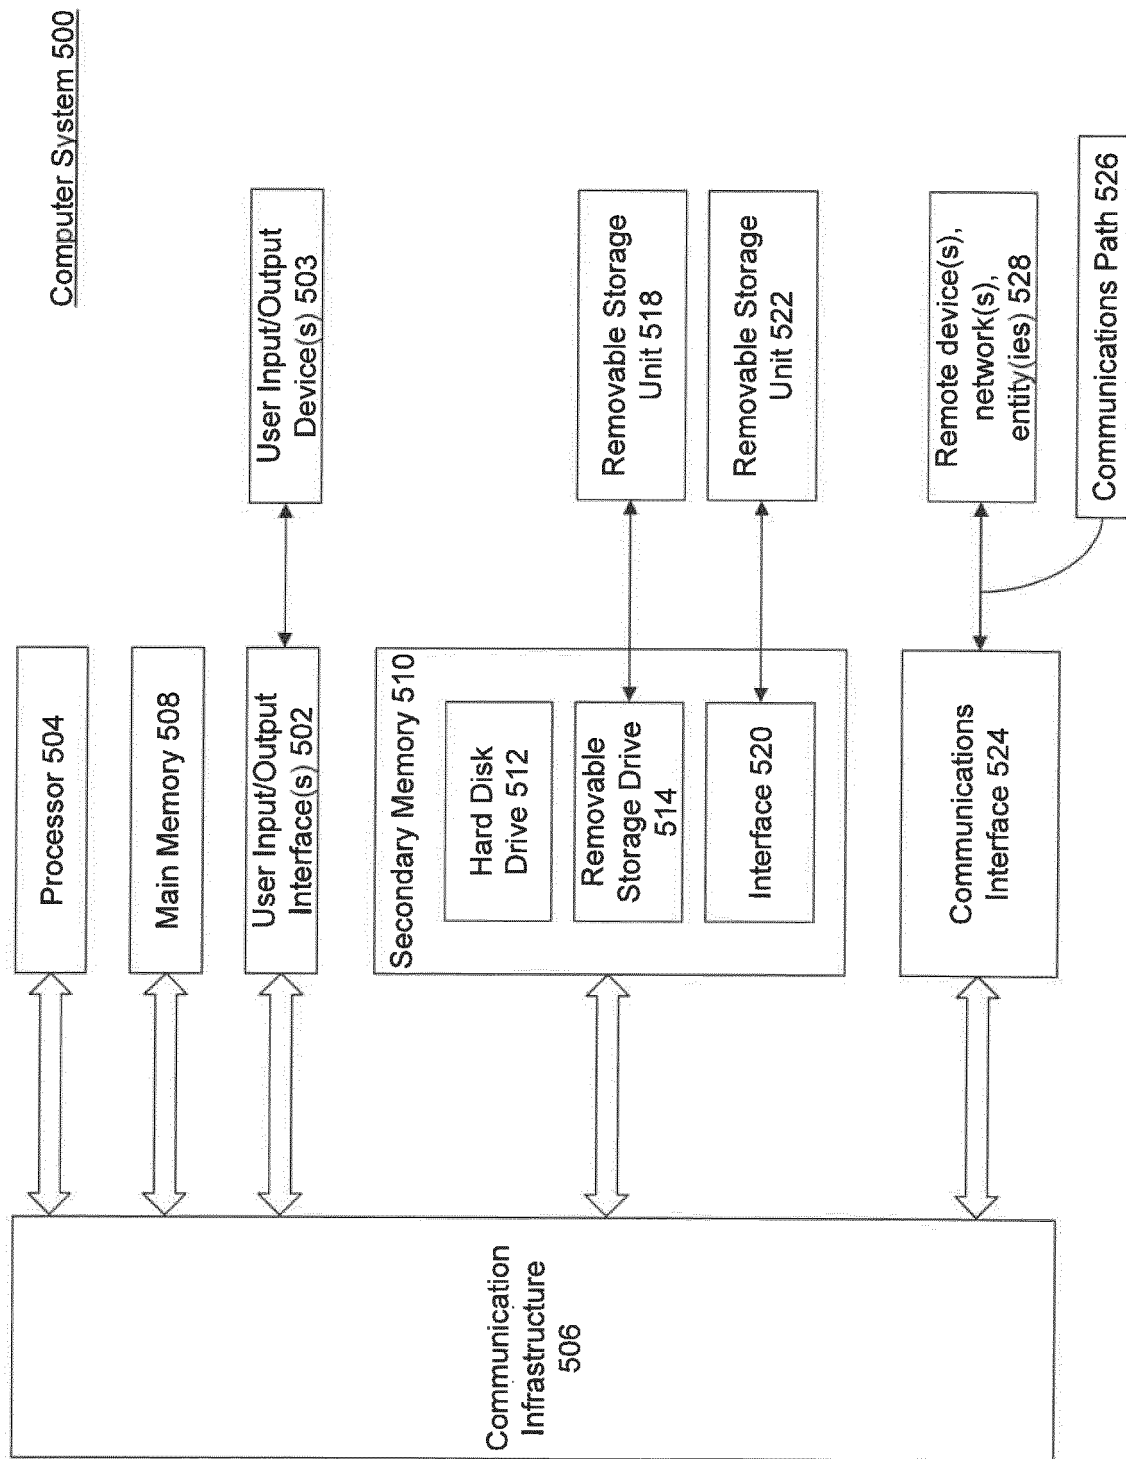 Computer System 500
Processor 504
Main Memory 508
User Input/Output
Interface(s) 502
User Input/Output
Device(s) 503
Secondary Memory 510
Hard Disk
Drive 512
Removable
Storage Drive
514
Removable Storage
Unit 518
Interface 520
Removable Storage
Unit 522
Communications
Interface 524
Remote device(s),
network(s),
entity(ies) 528
Communications Path 526
Communication
Infrastructure
506